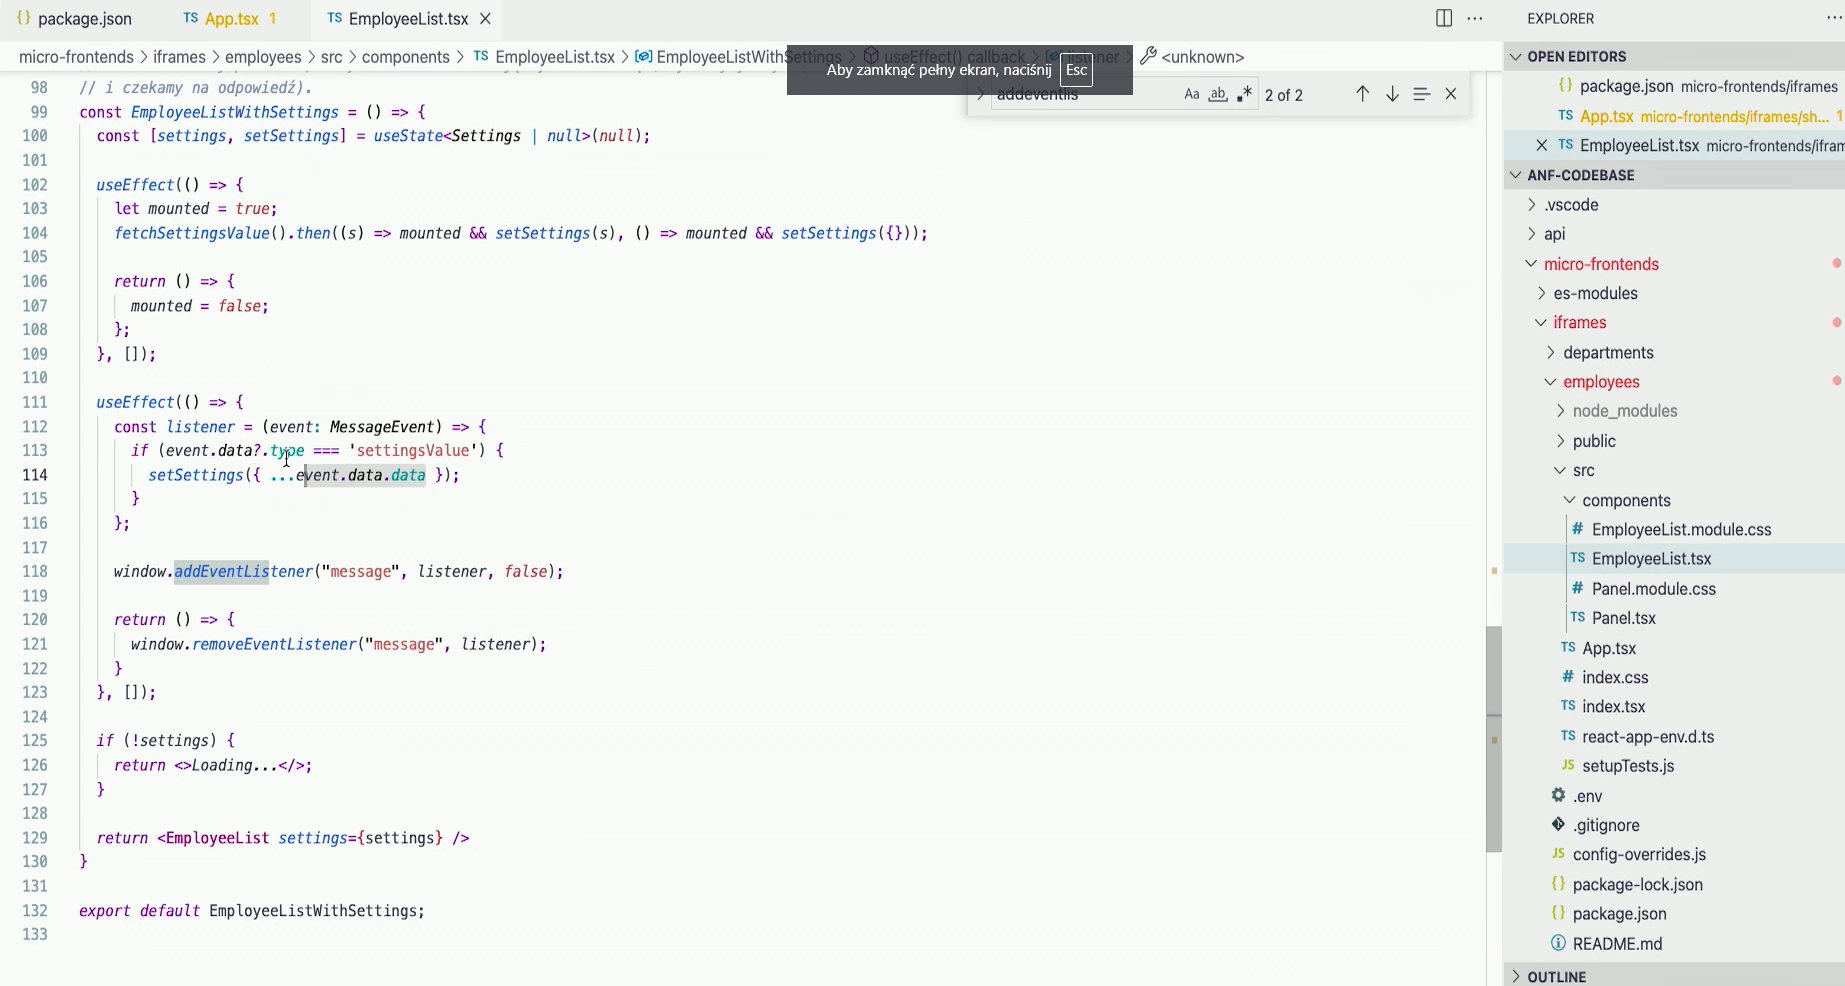 package.json
App.tsx 1
EmployeeList.tsx
micro-frontends > iframes > employees > src > components > TS EmployeeList.tsx > EmployeeListWithSettings > useEffect() callback > listener > <unknown>
Aby zamknąć pełny ekran, naciśnij Esc
addeventlis
2 of 2
98 // i czekamy na odpowiedź).
99 const EmployeeListWithSettings = () => {
100 const [settings, setSettings] = useState<Settings | null>(null);
101
102 useEffect(() => {
103 let mounted = true;
104 fetchSettingsValue().then((s) => mounted && setSettings(s), () => mounted && setSettings({}));
105
106 return () => {
107 mounted = false;
108 };
109 }, []);
110
111 useEffect(() => {
112 const listener = (event: MessageEvent) => {
113 if (event.data?.type === 'settingsValue') {
114 setSettings({ ...event.data.data });
115 }
116 };
117
118 window.addEventListener("message", listener, false);
119
120 return () => {
121 window.removeEventListener("message", listener);
122 }
123 }, []);
124
125 if (!settings) {
126 return <>Loading...</>;
127 }
128
129 return <EmployeeList settings={settings} />
130 }
131
132 export default EmployeeListWithSettings;
133
EXPLORER
OPEN EDITORS
{} package.json micro-frontends/iframes
TS App.tsx micro-frontends/iframes/sh... 1
TS EmployeeList.tsx micro-frontends/ifram
ANF-CODEBASE
.vscode
api
micro-frontends
es-modules
iframes
departments
employees
node_modules
public
src
components
# EmployeeList.module.css
TS EmployeeList.tsx
# Panel.module.css
TS Panel.tsx
TS App.tsx
# index.css
TS index.tsx
TS react-app-env.d.ts
JS setupTests.js
.env
.gitignore
JS config-overrides.js
{} package-lock.json
{} package.json
README.md
OUTLINE